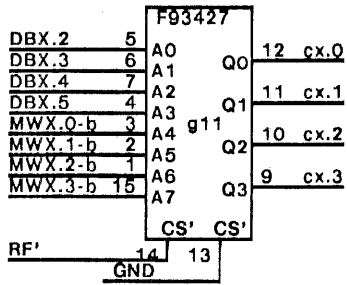 F93427
DBX.2 5 A0
DBX.3 6 A1
DBX.4 7 A2
DBX.5 4 A3
MWX.0-b 3 A4
MWX.1-b 2 A5
MWX.2-b 1 A6
MWX.3-b 15 A7
g11
Q0 12 cx.0
Q1 11 cx.1
Q2 10 cx.2
Q3 9 cx.3
CS' CS'
RF' 14 13
GND